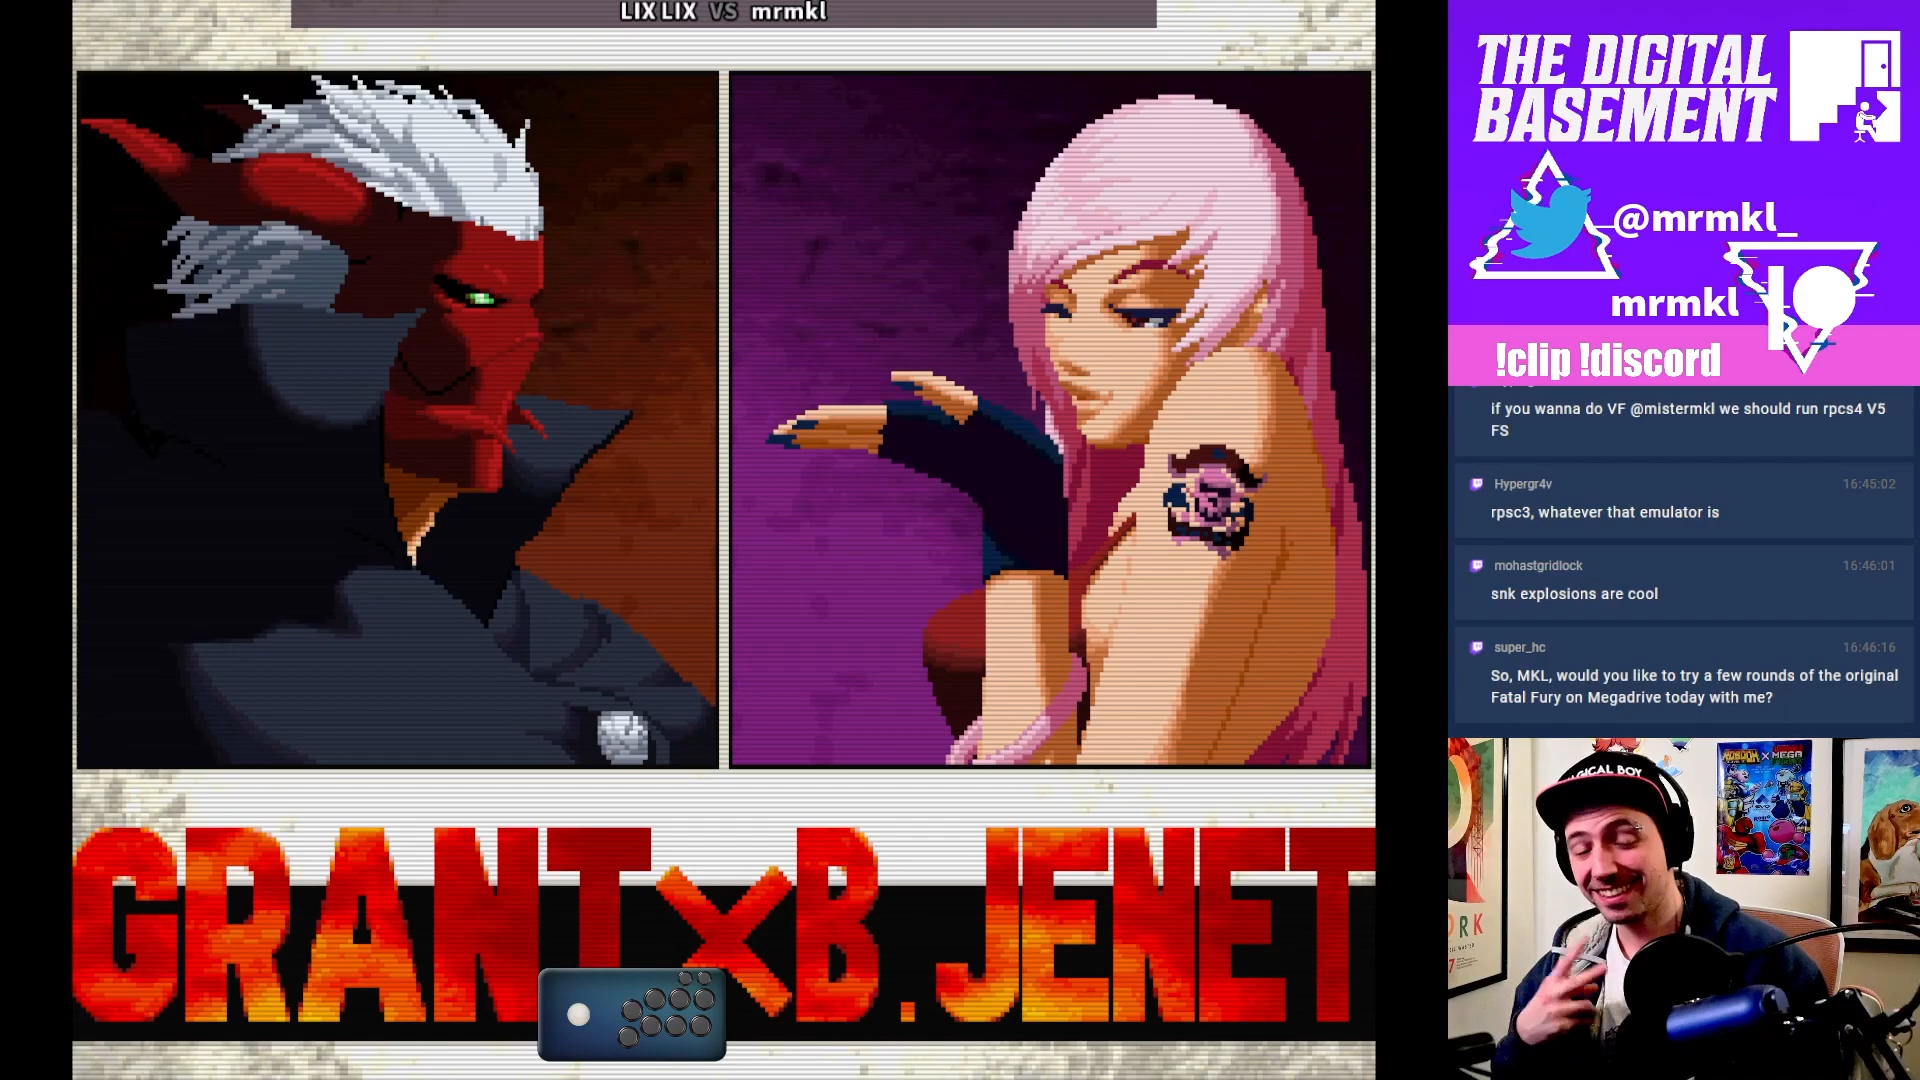 LIX LIX VS mrmkl
GRANT X B. JENET
THE DIGITAL
BASEMENT
@mrmkl_
mrmkl
!clip !discord
if you wanna do VF @mistermkl we should run rpcs4 V5
FS
Hypergr4v 16:45:02
rpsc3, whatever that emulator is
mohastgridlock 16:46:01
snk explosions are cool
super_hc 16:46:16
So, MKL, would you like to try a few rounds of the original
Fatal Fury on Megadrive today with me?
MAGICAL BOY
MEGA